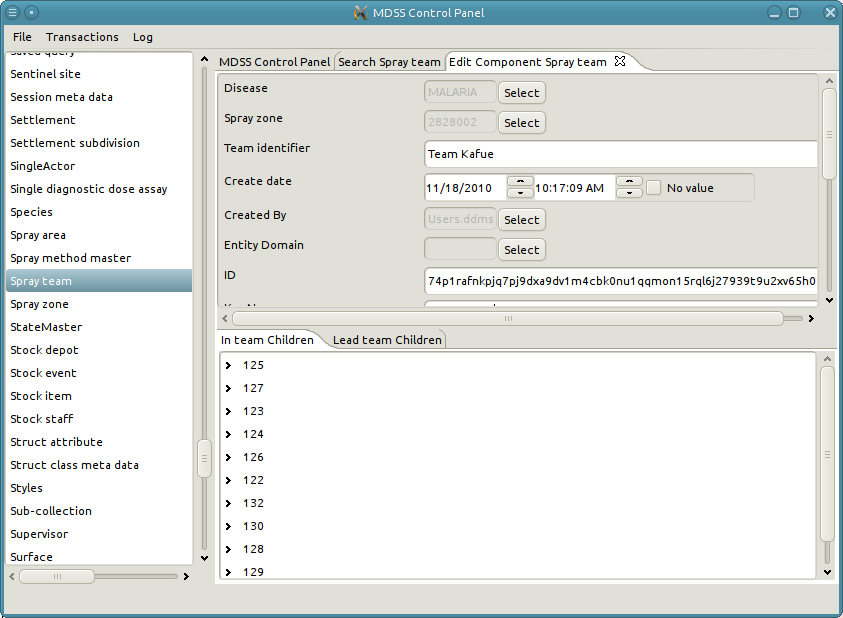 MDSS Control Panel
File Transactions Log
Saved query
Sentinel site
Session meta data
Settlement
Settlement subdivision
SingleActor
Single diagnostic dose assay
Species
Spray area
Spray method master
Spray team
Spray zone
StateMaster
Stock depot
Stock event
Stock item
Stock staff
Struct attribute
Struct class meta data
Styles
Sub-collection
Supervisor
Surface
MDSS Control Panel Search Spray team Edit Component Spray team
Disease MALARIA Select
Spray zone 2828002 Select
Team identifier Team Kafue
Create date 11/18/2010 10:17:09 AM No value
Created By Users.ddms Select
Entity Domain Select
ID 74p1rafnkpjq7pj9dxa9dv1m4cbk0nu1qqmon15rql6j27939t9u2xv65h0
In team Children Lead team Children
125
127
123
124
126
122
132
130
128
129